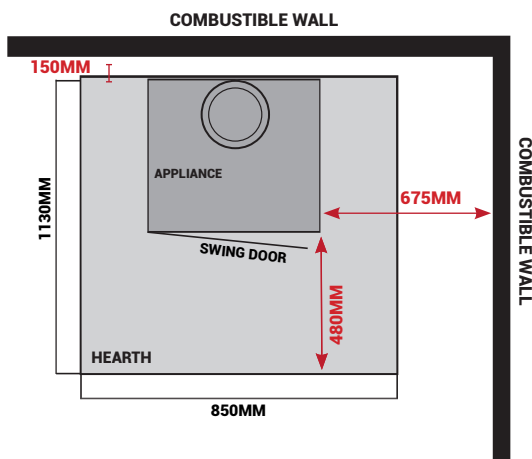 COMBUSTIBLE WALL
150MM
APPLIANCE
COMBUSTIBLE WALL
675MM
1130MM
SWING DOOR
480MM
HEARTH
850MM